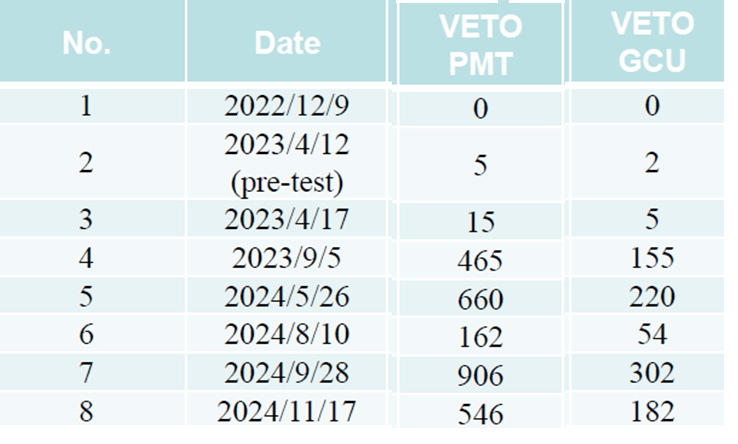 No. Date VETO PMT VETO GCU
1 2022/12/9 0 0
2 2023/4/12 (pre-test) 5 2
3 2023/4/17 15 5
4 2023/9/5 465 155
5 2024/5/26 660 220
6 2024/8/10 162 54
7 2024/9/28 906 302
8 2024/11/17 546 182